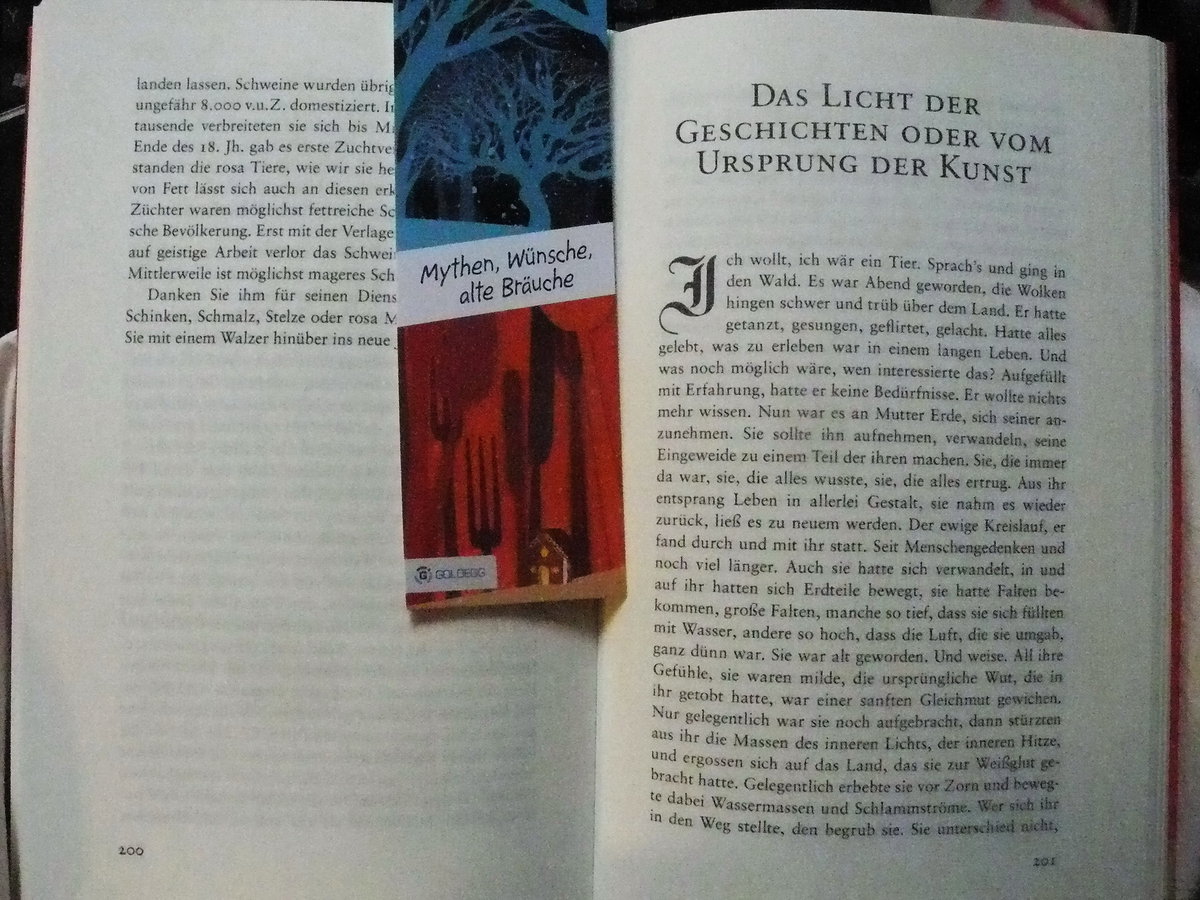 landen lassen. Schweine wurden übrig
ungefähr 8.000 v.u.Z. domestiziert. I
tausende verbreiteten sie sich bis M
Ende des 18. Jh. gab es erste Zuchtve
standen die rosa Tiere, wie wir sie he
von Fett lässt sich auch an diesen erk
Züchter waren möglichst fettreiche Sc
sche Bevölkerung. Erst mit der Verlage
auf geistige Arbeit verlor das Schwei
Mittlerweile ist möglichst mageres Sch
Danken Sie ihm für seinen Diens
Schinken, Schmalz, Stelze oder rosa M
Sie mit einem Walzer hinüber ins neue
200
Mythen, Wünsche,
alte Bräuche
G GOLDEGG
Das Licht der
Geschichten oder vom
Ursprung der Kunst
Ich wollt, ich wär ein Tier. Sprach's und ging in
den Wald. Es war Abend geworden, die Wolken
hingen schwer und trüb über dem Land. Er hatte
getanzt, gesungen, geflirtet, gelacht. Hatte alles
gelebt, was zu erleben war in einem langen Leben. Und
was noch möglich wäre, wen interessierte das? Aufgefüllt
mit Erfahrung, hatte er keine Bedürfnisse. Er wollte nichts
mehr wissen. Nun war es an Mutter Erde, sich seiner an-
zunehmen. Sie sollte ihn aufnehmen, verwandeln, seine
Eingeweide zu einem Teil der ihren machen. Sie, die immer
da war, sie, die alles wusste, sie, die alles ertrug. Aus ihr
entsprang Leben in allerlei Gestalt, sie nahm es wieder
zurück, ließ es zu neuem werden. Der ewige Kreislauf, er
fand durch und mit ihr statt. Seit Menschengedenken und
noch viel länger. Auch sie hatte sich verwandelt, in und
auf ihr hatten sich Erdteile bewegt, sie hatte Falten be-
kommen, große Falten, manche so tief, dass sie sich füllten
mit Wasser, andere so hoch, dass die Luft, die sie umgab,
ganz dünn war. Sie war alt geworden. Und weise. All ihre
Gefühle, sie waren milde, die ursprüngliche Wut, die in
ihr getobt hatte, war einer sanften Gleichmut gewichen.
Nur gelegentlich war sie noch aufgebracht, dann stürzten
aus ihr die Massen des inneren Lichts, der inneren Hitze,
und ergossen sich auf das Land, das sie zur Weißglut ge-
bracht hatte. Gelegentlich erbebte sie vor Zorn und beweg-
te dabei Wassermassen und Schlammströme. Wer sich ihr
in den Weg stellte, den begrub sie. Sie unterschied nicht,
201